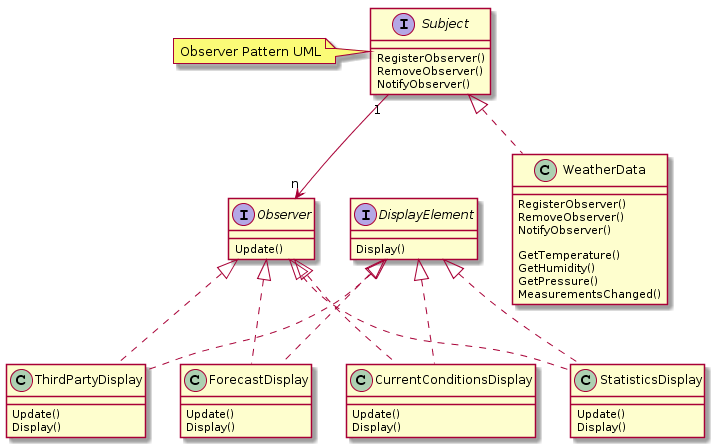 I Subject
Observer Pattern UML
RegisterObserver()
RemoveObserver()
NotifyObserver()
1
C WeatherData
n
RegisterObserver()
RemoveObserver()
NotifyObserver()
GetTemperature()
GetHumidity()
GetPressure()
MeasurementsChanged()
I Observer
Update()
I DisplayElement
Display()
C ThirdPartyDisplay
Update()
Display()
C ForecastDisplay
Update()
Display()
C CurrentConditionsDisplay
Update()
Display()
C StatisticsDisplay
Update()
Display()